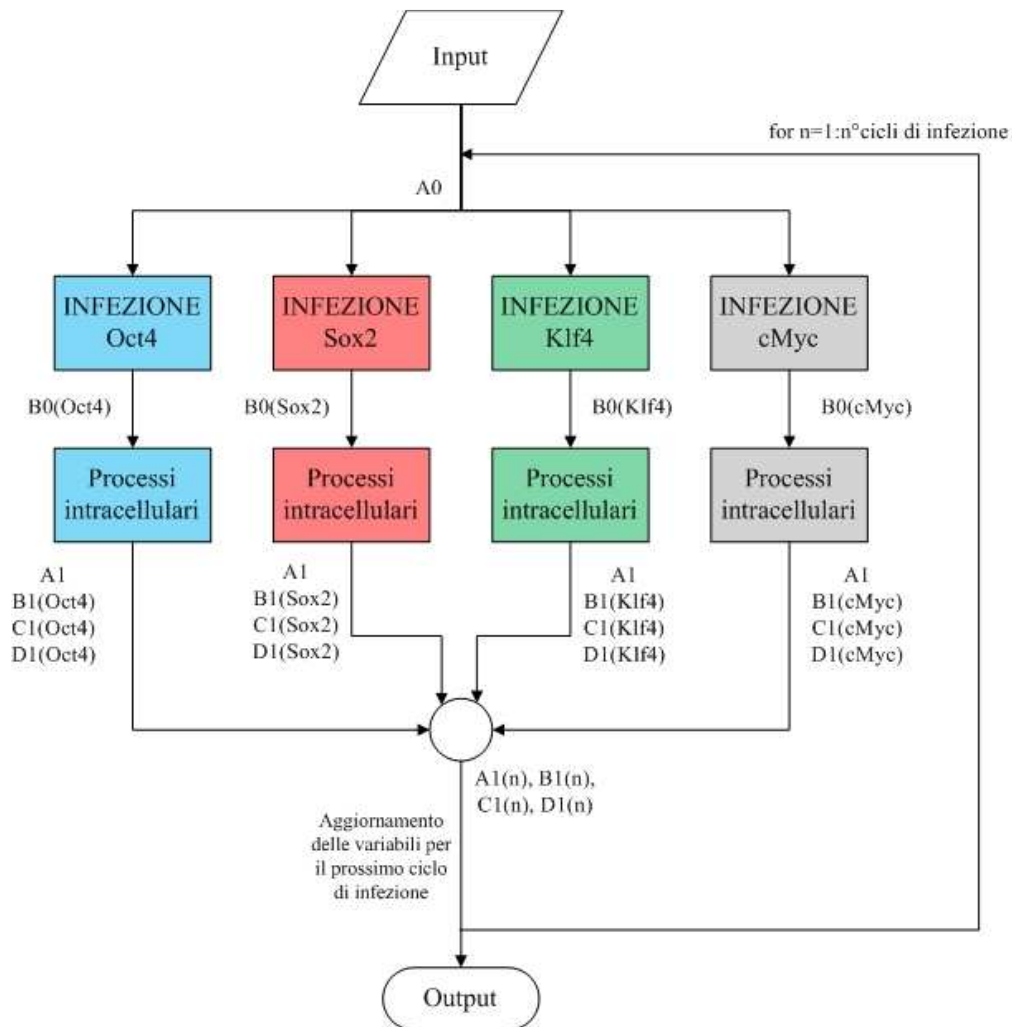 Input
for n=1:n°cicli di infezione
A0
INFEZIONE
Oct4
INFEZIONE
Sox2
INFEZIONE
Klf4
INFEZIONE
cMyc
B0(Oct4)
B0(Sox2)
B0(Klf4)
B0(cMyc)
Processi
intracellulari
Processi
intracellulari
Processi
intracellulari
Processi
intracellulari
A1
B1(Oct4)
C1(Oct4)
D1(Oct4)
A1
B1(Sox2)
C1(Sox2)
D1(Sox2)
A1
B1(Klf4)
C1(Klf4)
D1(Klf4)
A1
B1(cMyc)
C1(cMyc)
D1(cMyc)
A1(n), B1(n),
C1(n), D1(n)
Aggiornamento
delle variabili per
il prossimo ciclo
di infezione
Output